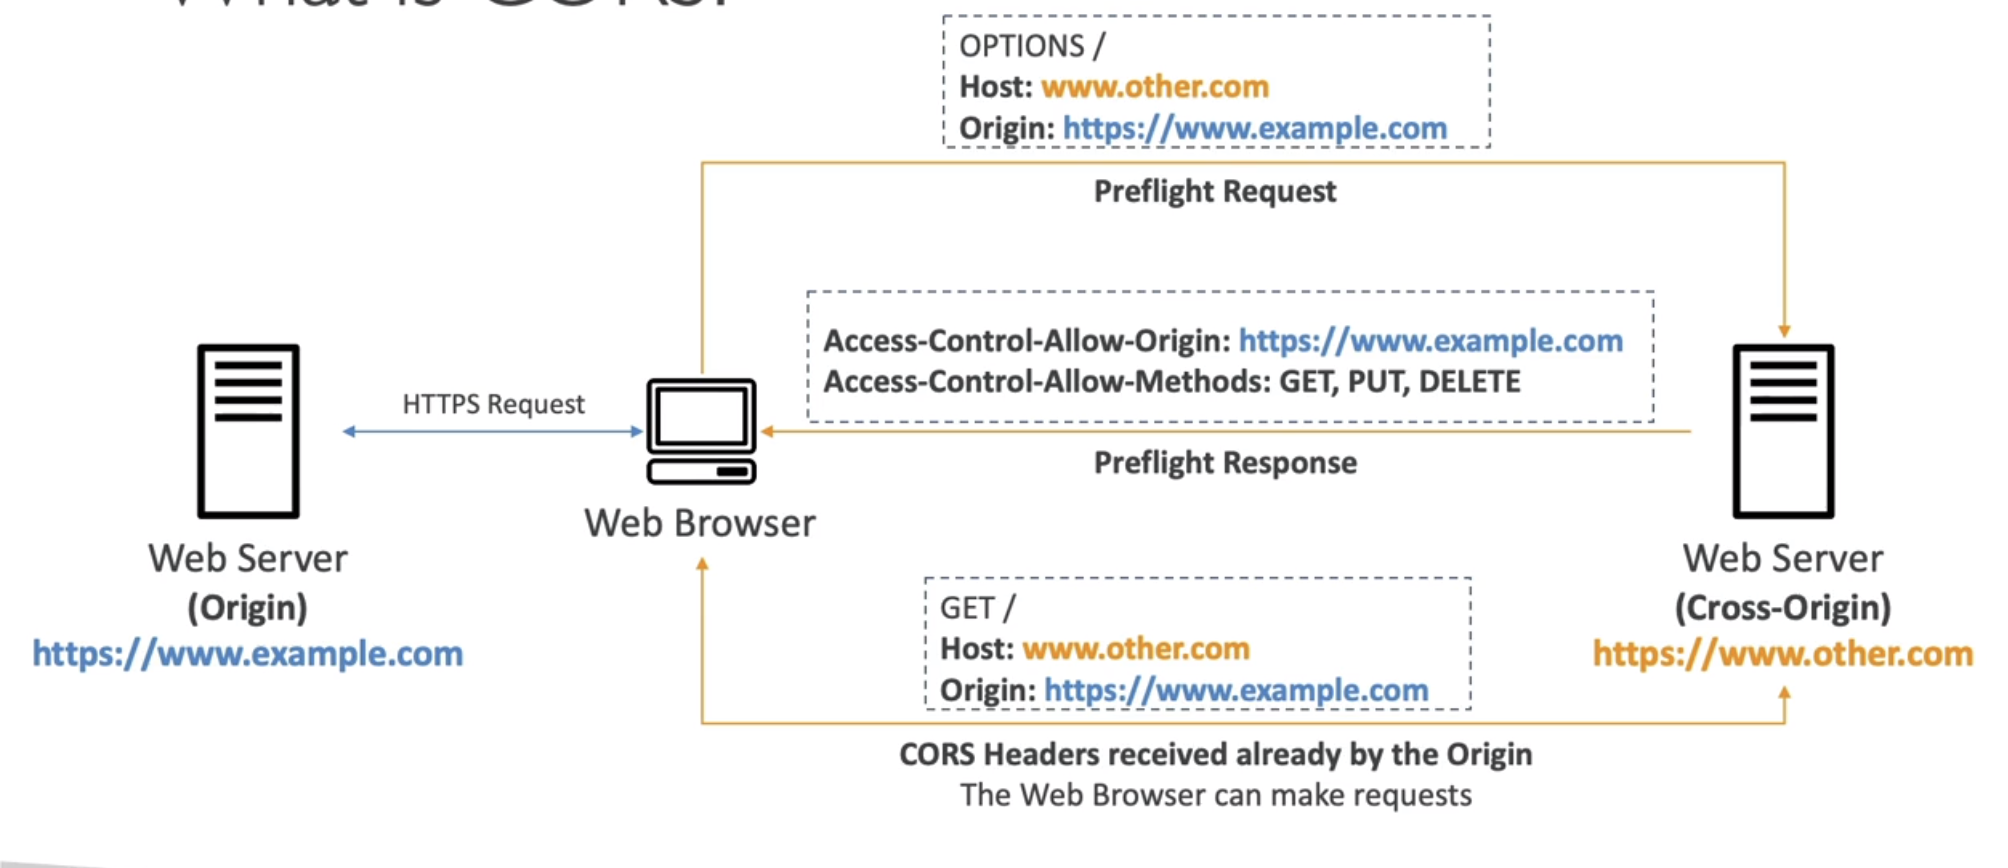 What is CORS?
OPTIONS /
Host: www.other.com
Origin: https://www.example.com
Preflight Request
Access-Control-Allow-Origin: https://www.example.com
Access-Control-Allow-Methods: GET, PUT, DELETE
HTTPS Request
Preflight Response
Web Browser
Web Server
(Origin)
https://www.example.com
Web Server
(Cross-Origin)
https://www.other.com
GET /
Host: www.other.com
Origin: https://www.example.com
CORS Headers received already by the Origin
The Web Browser can make requests